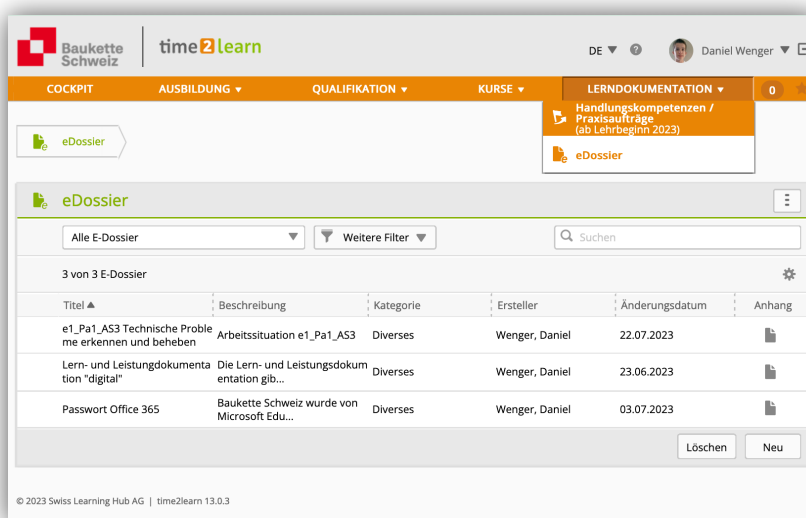 Baukette
Schweiz
time2learn
DE
Daniel Wenger
COCKPIT
AUSBILDUNG
QUALIFIKATION
KURSE
LERNDOKUMENTATION
0
Handlungskompetenzen /
Praxisaufträge
(ab Lehrbeginn 2023)
eDossier
eDossier
eDossier
Alle E-Dossier
Weitere Filter
Suchen
3 von 3 E-Dossier
Titel
Beschreibung
Kategorie
Ersteller
Änderungsdatum
Anhang
e1_Pa1_AS3 Technische Proble
me erkennen und beheben
Arbeitssituation e1_Pa1_AS3
Diverses
Wenger, Daniel
22.07.2023
Lern- und Leistungdokumenta
tion "digital"
Die Lern- und Leistungsdokum
entation gib...
Diverses
Wenger, Daniel
23.06.2023
Passwort Office 365
Baukette Schweiz wurde von
Microsoft Edu...
Diverses
Wenger, Daniel
03.07.2023
Löschen
Neu
© 2023 Swiss Learning Hub AG | time2learn 13.0.3